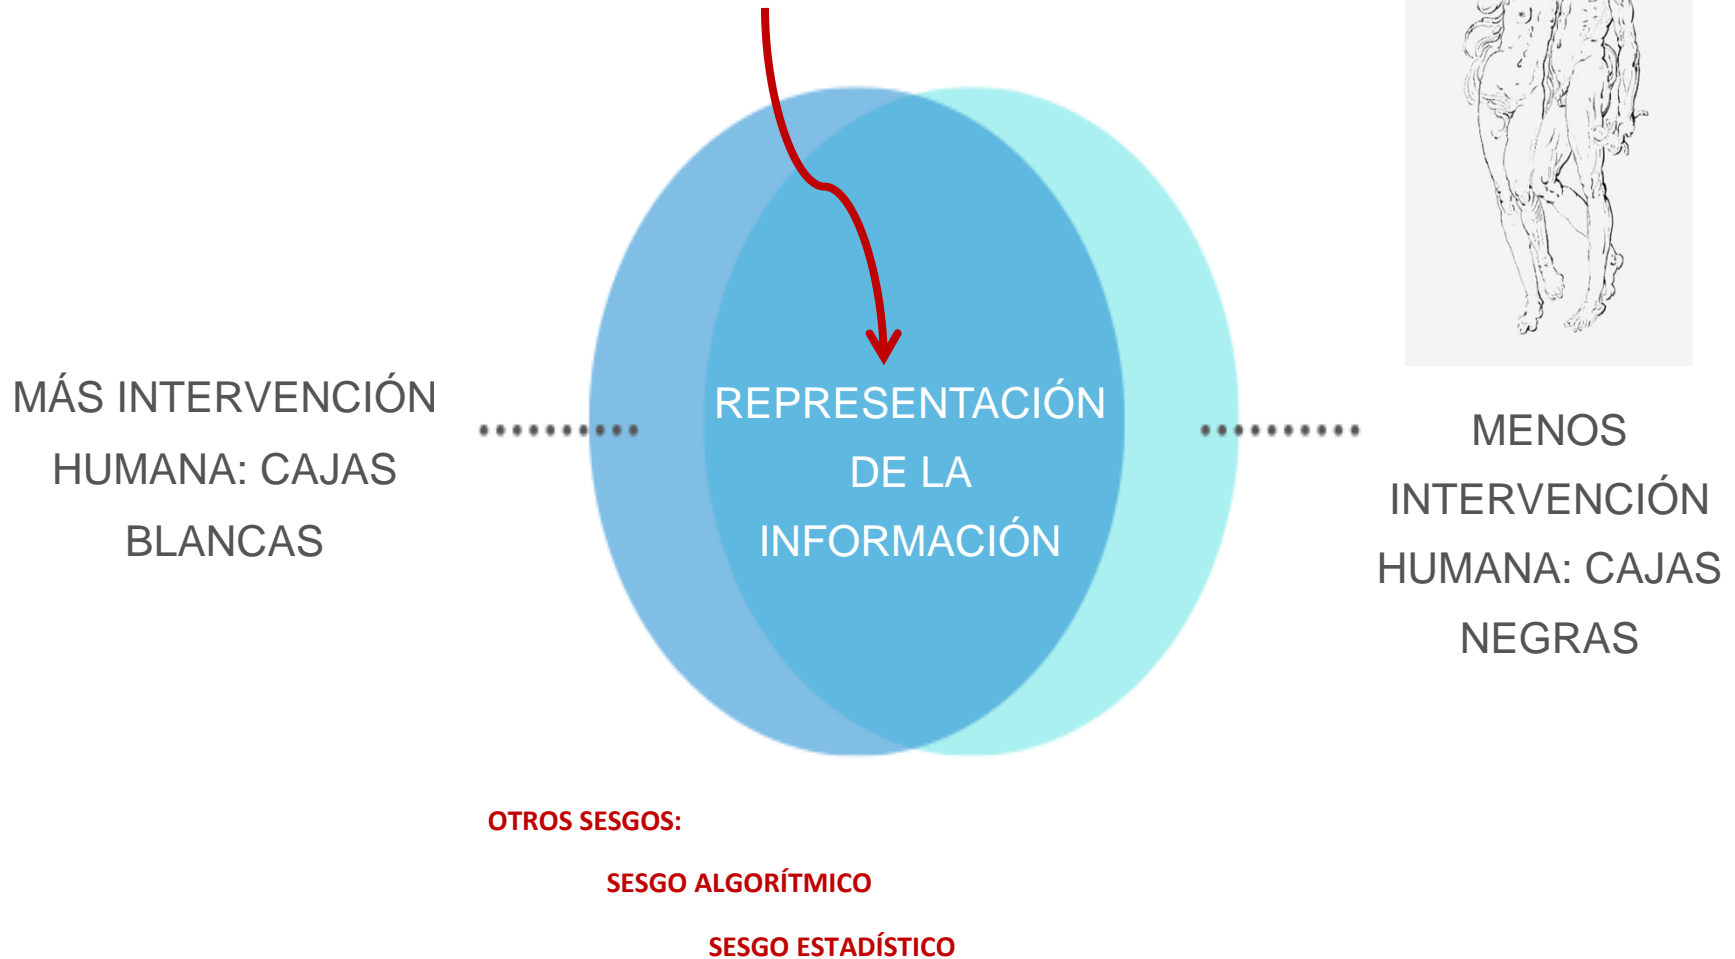 MÁS INTERVENCIÓN
HUMANA: CAJAS
BLANCAS
REPRESENTACIÓN
DE LA
INFORMACIÓN
MENOS
INTERVENCIÓN
HUMANA: CAJAS
NEGRAS
OTROS SESGOS:
SESGO ALGORÍTMICO
SESGO ESTADÍSTICO